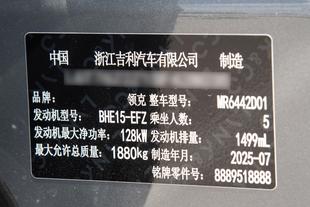 中国 浙江吉利汽车有限公司 制造
品牌: 领克 整车型号: MR6442D01
发动机型号: BHE15-EFZ 乘坐人数: 5
发动机最大净功率: 128kW 发动机排量: 1499mL
最大允许总质量: 1880kg 制造年月: 2025-07
铭牌零件号: 8889518888